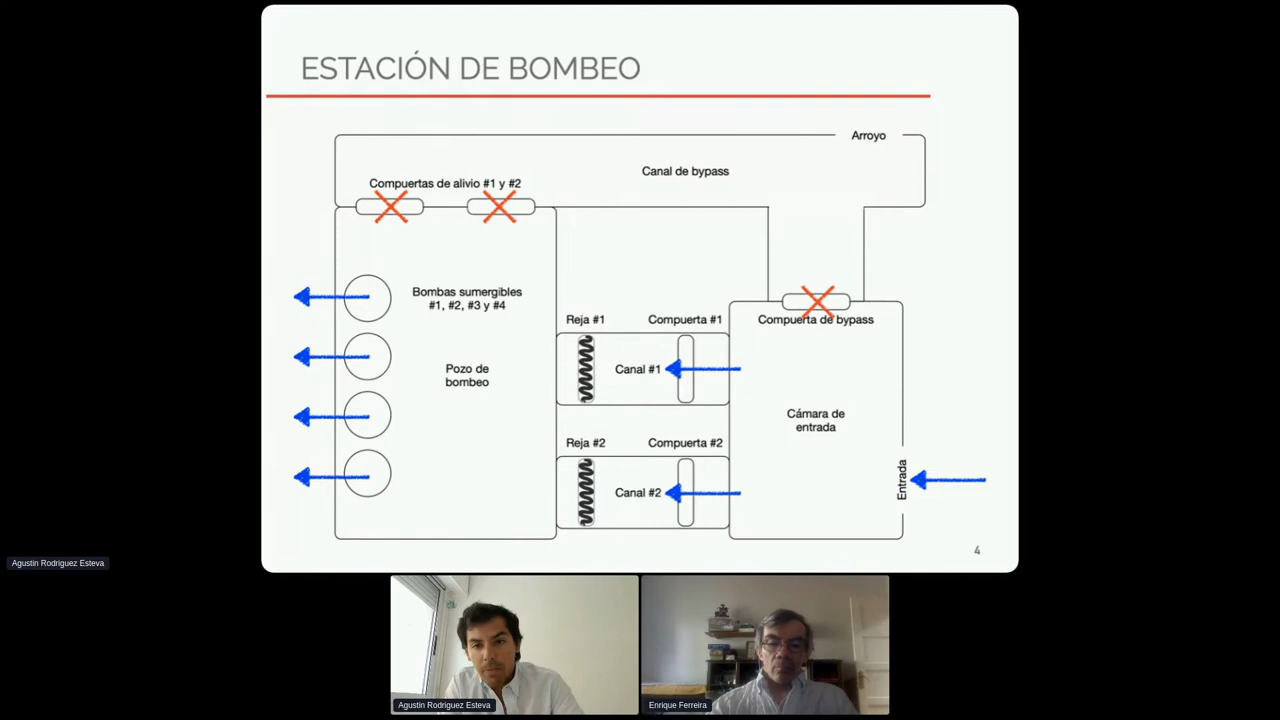 ESTACIÓN DE BOMBEO
Arroyo
Canal de bypass
Compuertas de alivio #1 y #2
Bombas sumergibles
#1, #2, #3 y #4
Reja #1
Compuerta #1
Compuerta de bypass
Pozo de
bombeo
Canal #1
Cámara de
entrada
Reja #2
Compuerta #2
Canal #2
Entrada
4
Agustin Rodriguez Esteva
Agustin Rodriguez Esteva
Enrique Ferreira